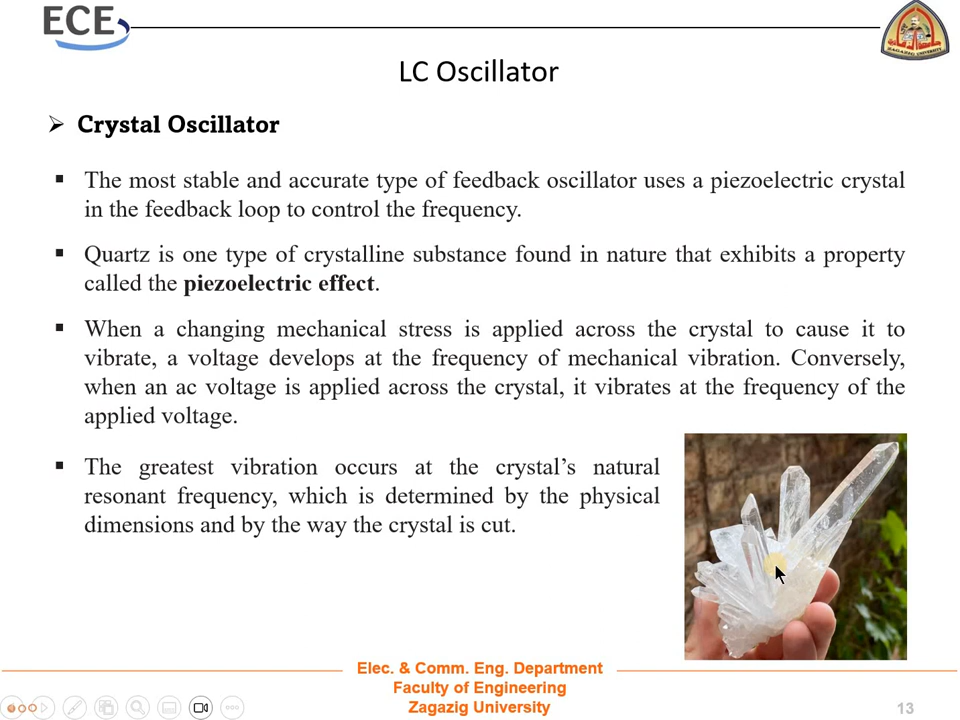 ECE
LC Oscillator
Crystal Oscillator
The most stable and accurate type of feedback oscillator uses a piezoelectric crystal
in the feedback loop to control the frequency.
Quartz is one type of crystalline substance found in nature that exhibits a property
called the piezoelectric effect.
When a changing mechanical stress is applied across the crystal to cause it to
vibrate, a voltage develops at the frequency of mechanical vibration. Conversely,
when an ac voltage is applied across the crystal, it vibrates at the frequency of the
applied voltage.
The greatest vibration occurs at the crystal’s natural
resonant frequency, which is determined by the physical
dimensions and by the way the crystal is cut.
Elec. & Comm. Eng. Department
Faculty of Engineering
Zagazig University
13